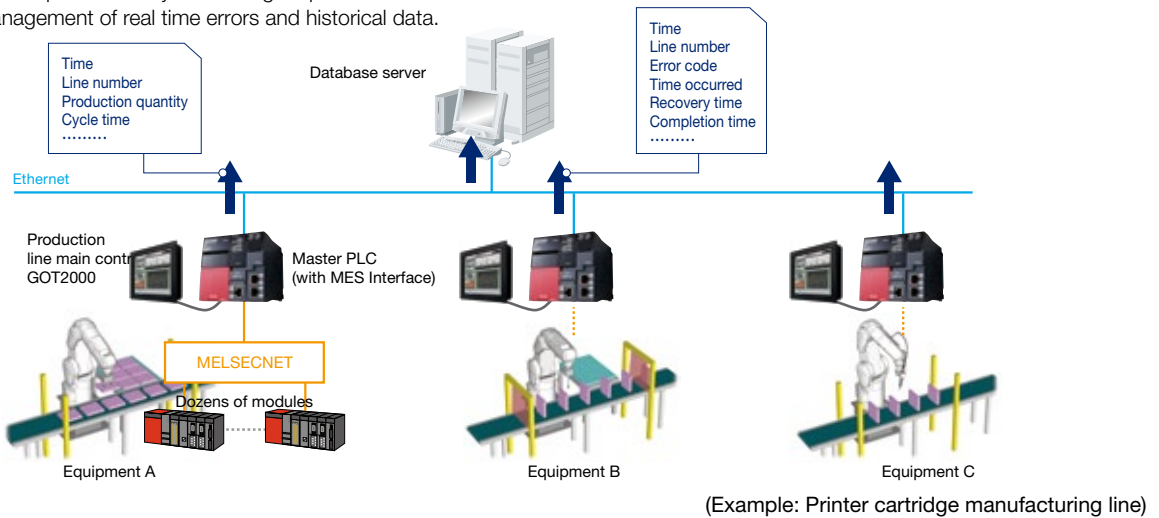 management of real time errors and historical data.
Time
Line number
Production quantity
Cycle time
.........
Database server
Time
Line number
Error code
Time occurred
Recovery time
Completion time
.........
Ethernet
Production
line main contr
GOT2000
Master PLC
(with MES Interface)
MELSECNET
Dozens of modules
Equipment A
Equipment B
Equipment C
(Example: Printer cartridge manufacturing line)